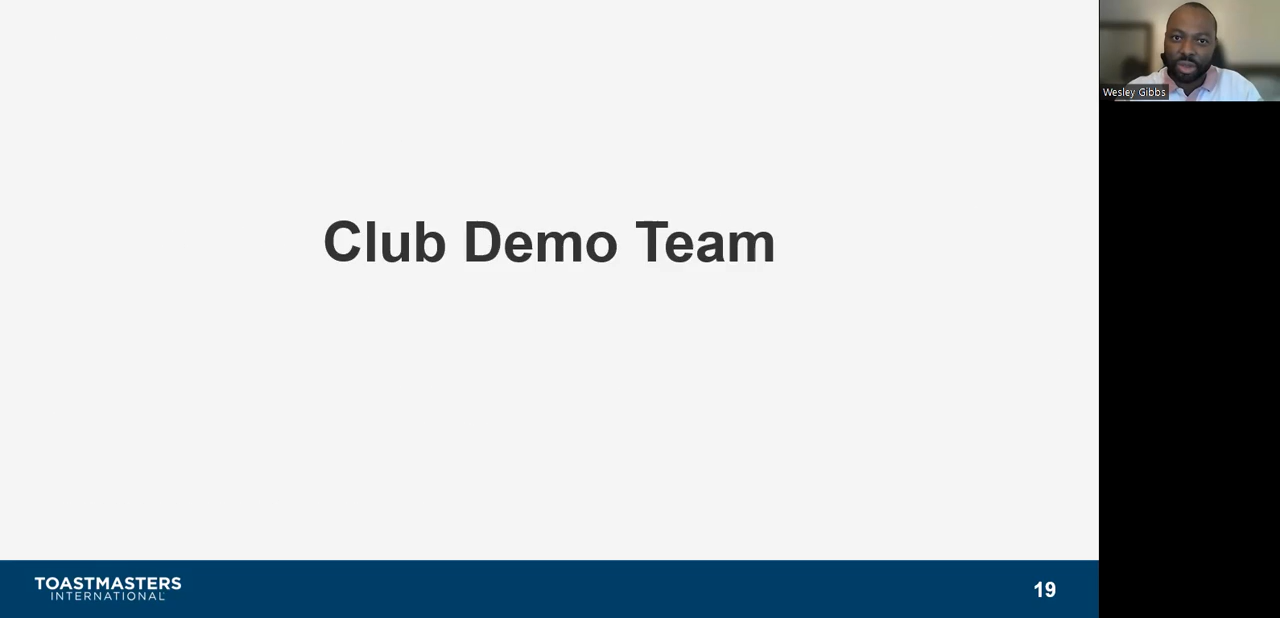 Club Demo Team
Wesley Gibbs
TOASTMASTERS
INTERNATIONAL
19